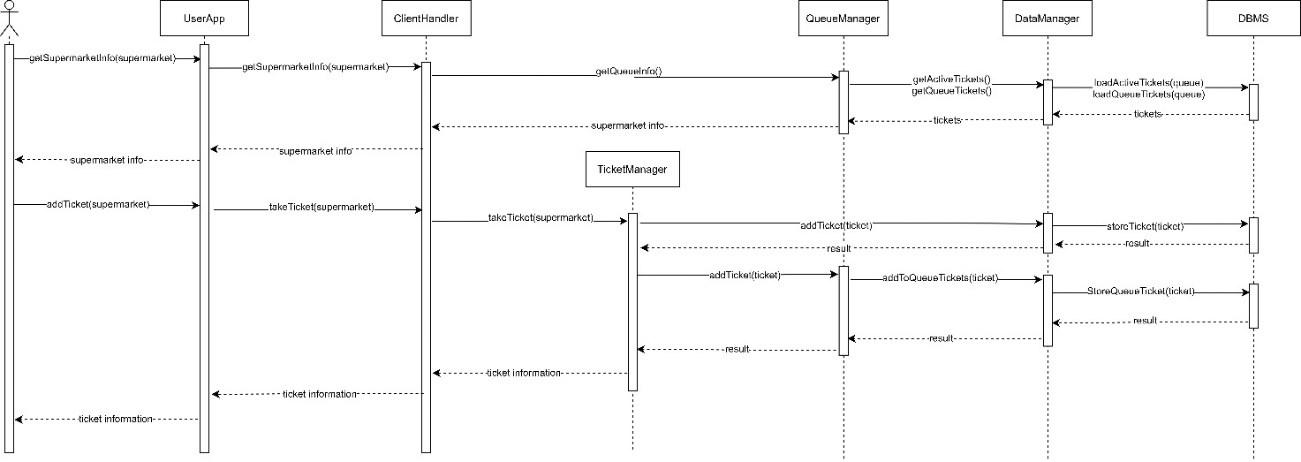 UserApp
ClientHandler
QueueManager
DataManager
DBMS
getSupermarketInfo(supermarket)
getSupermarketInfo(supermarket)
getQueueInfo()
getActiveTickets()
getQueueTickets()
loadActiveTickets(queue)
loadQueueTickets(queue)
tickets
tickets
supermarket info
supermarket info
supermarket info
TicketManager
addTicket(supermarket)
takeTicket(supermarket)
takeTicket(supermarket)
addTicket(ticket)
storeTicket(ticket)
result
result
addTicket(ticket)
addToQueueTickets(ticket)
StoreQueueTicket(ticket)
result
result
result
ticket information
ticket information
ticket information